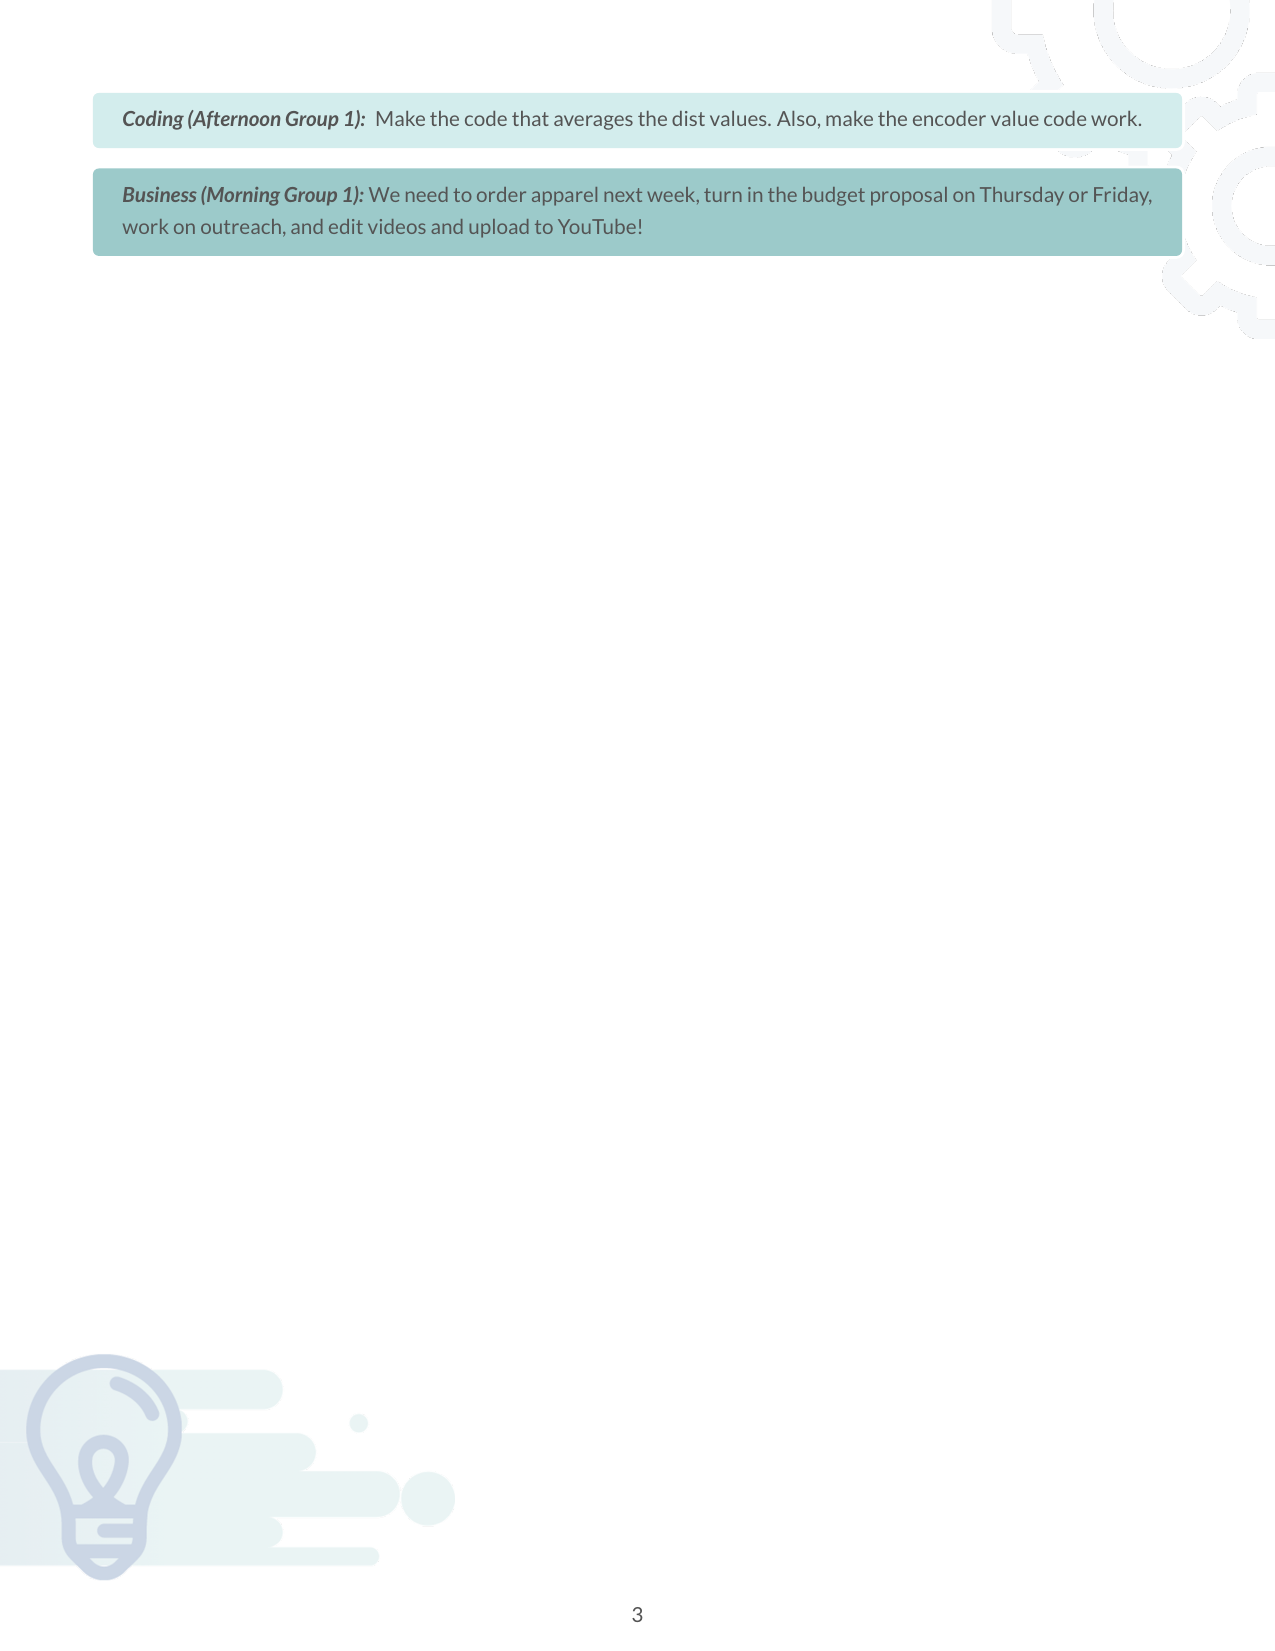 Coding (Afternoon Group 1): Make the code that averages the dist values. Also, make the encoder value code work.
Business (Morning Group 1): We need to order apparel next week, turn in the budget proposal on Thursday or Friday,
work on outreach, and edit videos and upload to YouTube!
3